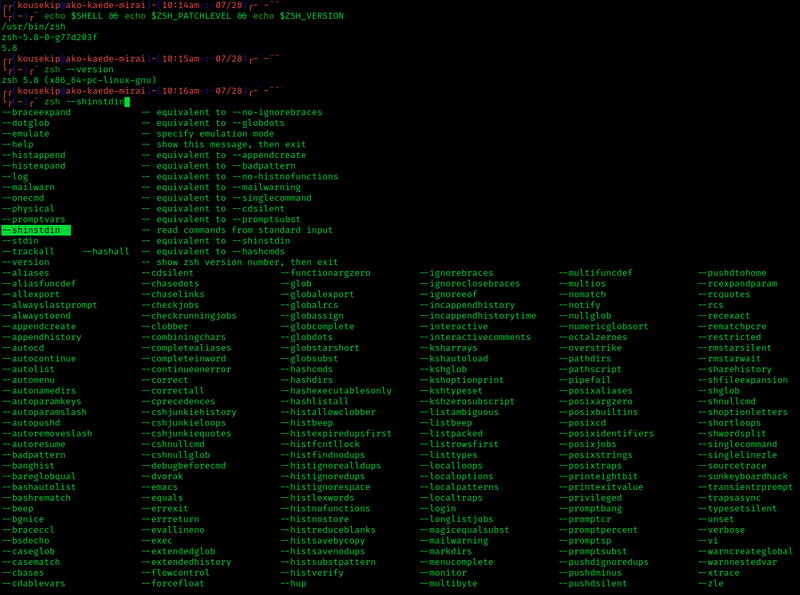 ┌┌(kousekip@ako-kaede-mirai)-(10:14am-:-07/28)┌- -¨¨˙
└┌(~)┌¨ echo $SHELL && echo $ZSH_PATCHLEVEL && echo $ZSH_VERSION
/usr/bin/zsh
zsh-5.8-0-g77d203f
5.8
┌┌(kousekip@ako-kaede-mirai)-(10:15am-:-07/28)┌- -¨¨˙
└┌(~)┌¨ zsh --version
zsh 5.8 (x86_64-pc-linux-gnu)
┌┌(kousekip@ako-kaede-mirai)-(10:16am-:-07/28)┌- -¨¨˙
└┌(~)┌¨ zsh --shinstdin
--braceexpand -- equivalent to --no-ignorebraces
--dotglob -- equivalent to --globdots
--emulate -- specify emulation mode
--help -- show this message, then exit
--histappend -- equivalent to --appendcreate
--histexpand -- equivalent to --badpattern
--log -- equivalent to --no-histnofunctions
--mailwarn -- equivalent to --mailwarning
--onecmd -- equivalent to --singlecommand
--physical -- equivalent to --cdsilent
--promptvars -- equivalent to --promptsubst
--shinstdin -- read commands from standard input
--stdin -- equivalent to --shinstdin
--trackall --hashall -- equivalent to --hashcmds
--version -- show zsh version number, then exit
--aliases --cdsilent --functionargzero --ignorebraces --multifuncdef --pushdtohome
--aliasfuncdef --chasedots --glob --ignoreclosebraces --multios --rcexpandparam
--allexport --chaselinks --globalexport --ignoreeof --nomatch --rcquotes
--alwayslastprompt --checkjobs --globalrcs --incappendhistory --notify --rcs
--alwaystoend --checkrunningjobs --globassign --incappendhistorytime --nullglob --recexact
--appendcreate --clobber --globcomplete --interactive --numericglobsort --rematchpcre
--appendhistory --combiningchars --globdots --interactivecomments --octalzeroes --restricted
--autocd --completealiases --globstarshort --ksharrays --overstrike --rmstarsilent
--autocontinue --completeinword --globsubst --kshautoload --pathdirs --rmstarwait
--autolist --continueonerror --hashcmds --kshglob --pathscript --sharehistory
--automenu --correct --hashdirs --kshoptionprint --pipefail --shfileexpansion
--autonamedirs --correctall --hashexecutablesonly --kshtypeset --posixaliases --shglob
--autoparamkeys --cprecedences --hashlistall --kshzerosubscript --posixargzero --shnullcmd
--autoparamslash --cshjunkiehistory --histallowclobber --listambiguous --posixbuiltins --shoptionletters
--autopushd --cshjunkieloops --histbeep --listbeep --posixcd --shortloops
--autoremoveslash --cshjunkiequotes --histexpiredupsfirst --listpacked --posixidentifiers --shwordsplit
--autoresume --cshnullcmd --histfcntllock --listrowsfirst --posixjobs --singlecommand
--badpattern --cshnullglob --histfindnodups --listtypes --posixstrings --singlelinezle
--banghist --debugbeforecmd --histignorealldups --localloops --posixtraps --sourcetrace
--bareglobqual --dvorak --histignoredups --localoptions --printeightbit --sunkeyboardhack
--bashautolist --emacs --histignorespace --localpatterns --printexitvalue --transientrprompt
--bashrematch --equals --histlexwords --localtraps --privileged --trapsasync
--beep --errexit --histnofunctions --login --promptbang --typesetsilent
--bgnice --errreturn --histnostore --longlistjobs --promptcr --unset
--braceccl --evallineno --histreduceblanks --magicequalsubst --promptpercent --verbose
--bsdecho --exec --histsavebycopy --mailwarning --promptsp --vi
--caseglob --extendedglob --histsavenodups --markdirs --promptsubst --warncreateglobal
--casematch --extendedhistory --histsubstpattern --menucomplete --pushdignoredups --warnnestedvar
--cbases --flowcontrol --histverify --monitor --pushdminus --xtrace
--cdablevars --forcefloat --hup --multibyte --pushdsilent --zle